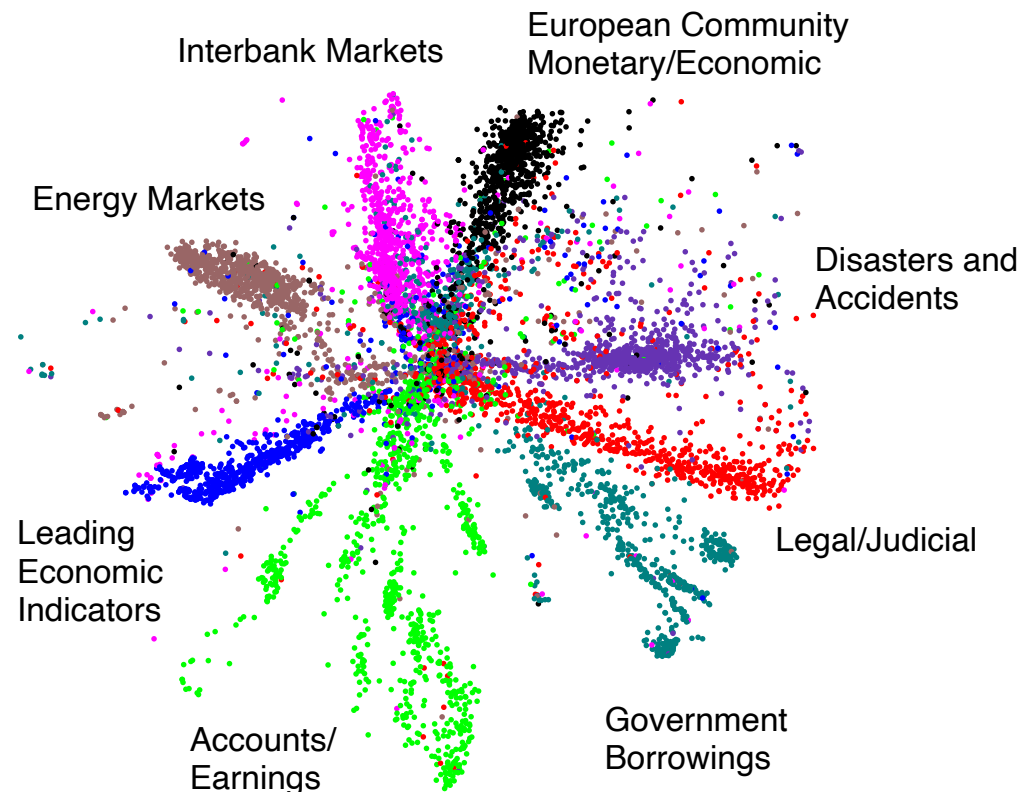 European Community
Monetary/Economic
Interbank Markets
Energy Markets
Disasters and
Accidents
Leading
Economic
Indicators
Legal/Judicial
Government
Borrowings
Accounts/
Earnings